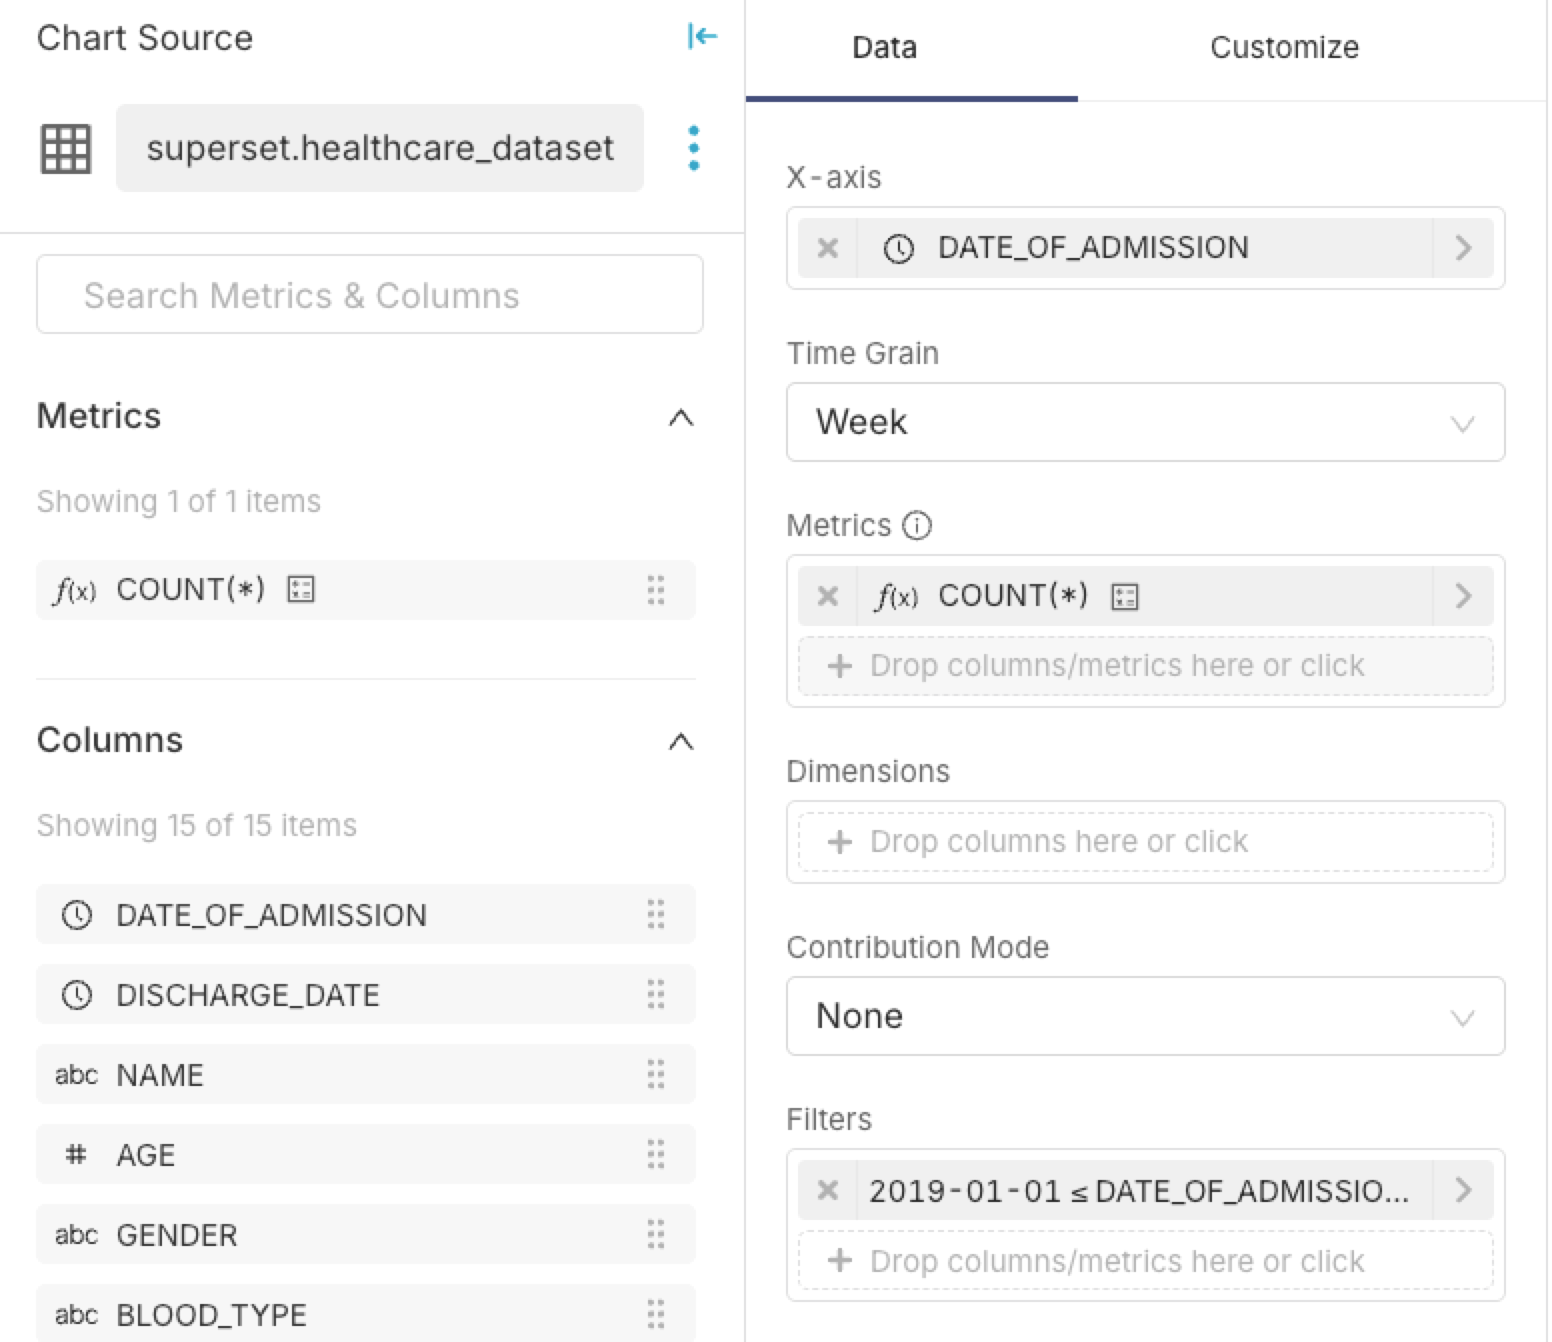 Chart Source
superset.healthcare_dataset
Search Metrics & Columns
Metrics
Showing 1 of 1 items
f(x) COUNT(*)
Columns
Showing 15 of 15 items
DATE_OF_ADMISSION
DISCHARGE_DATE
abc NAME
# AGE
abc GENDER
abc BLOOD_TYPE
Data
Customize
X-axis
DATE_OF_ADMISSION
Time Grain
Week
Metrics
f(x) COUNT(*)
+ Drop columns/metrics here or click
Dimensions
+ Drop columns here or click
Contribution Mode
None
Filters
2019-01-01 ≤ DATE_OF_ADMISSIO...
+ Drop columns/metrics here or click